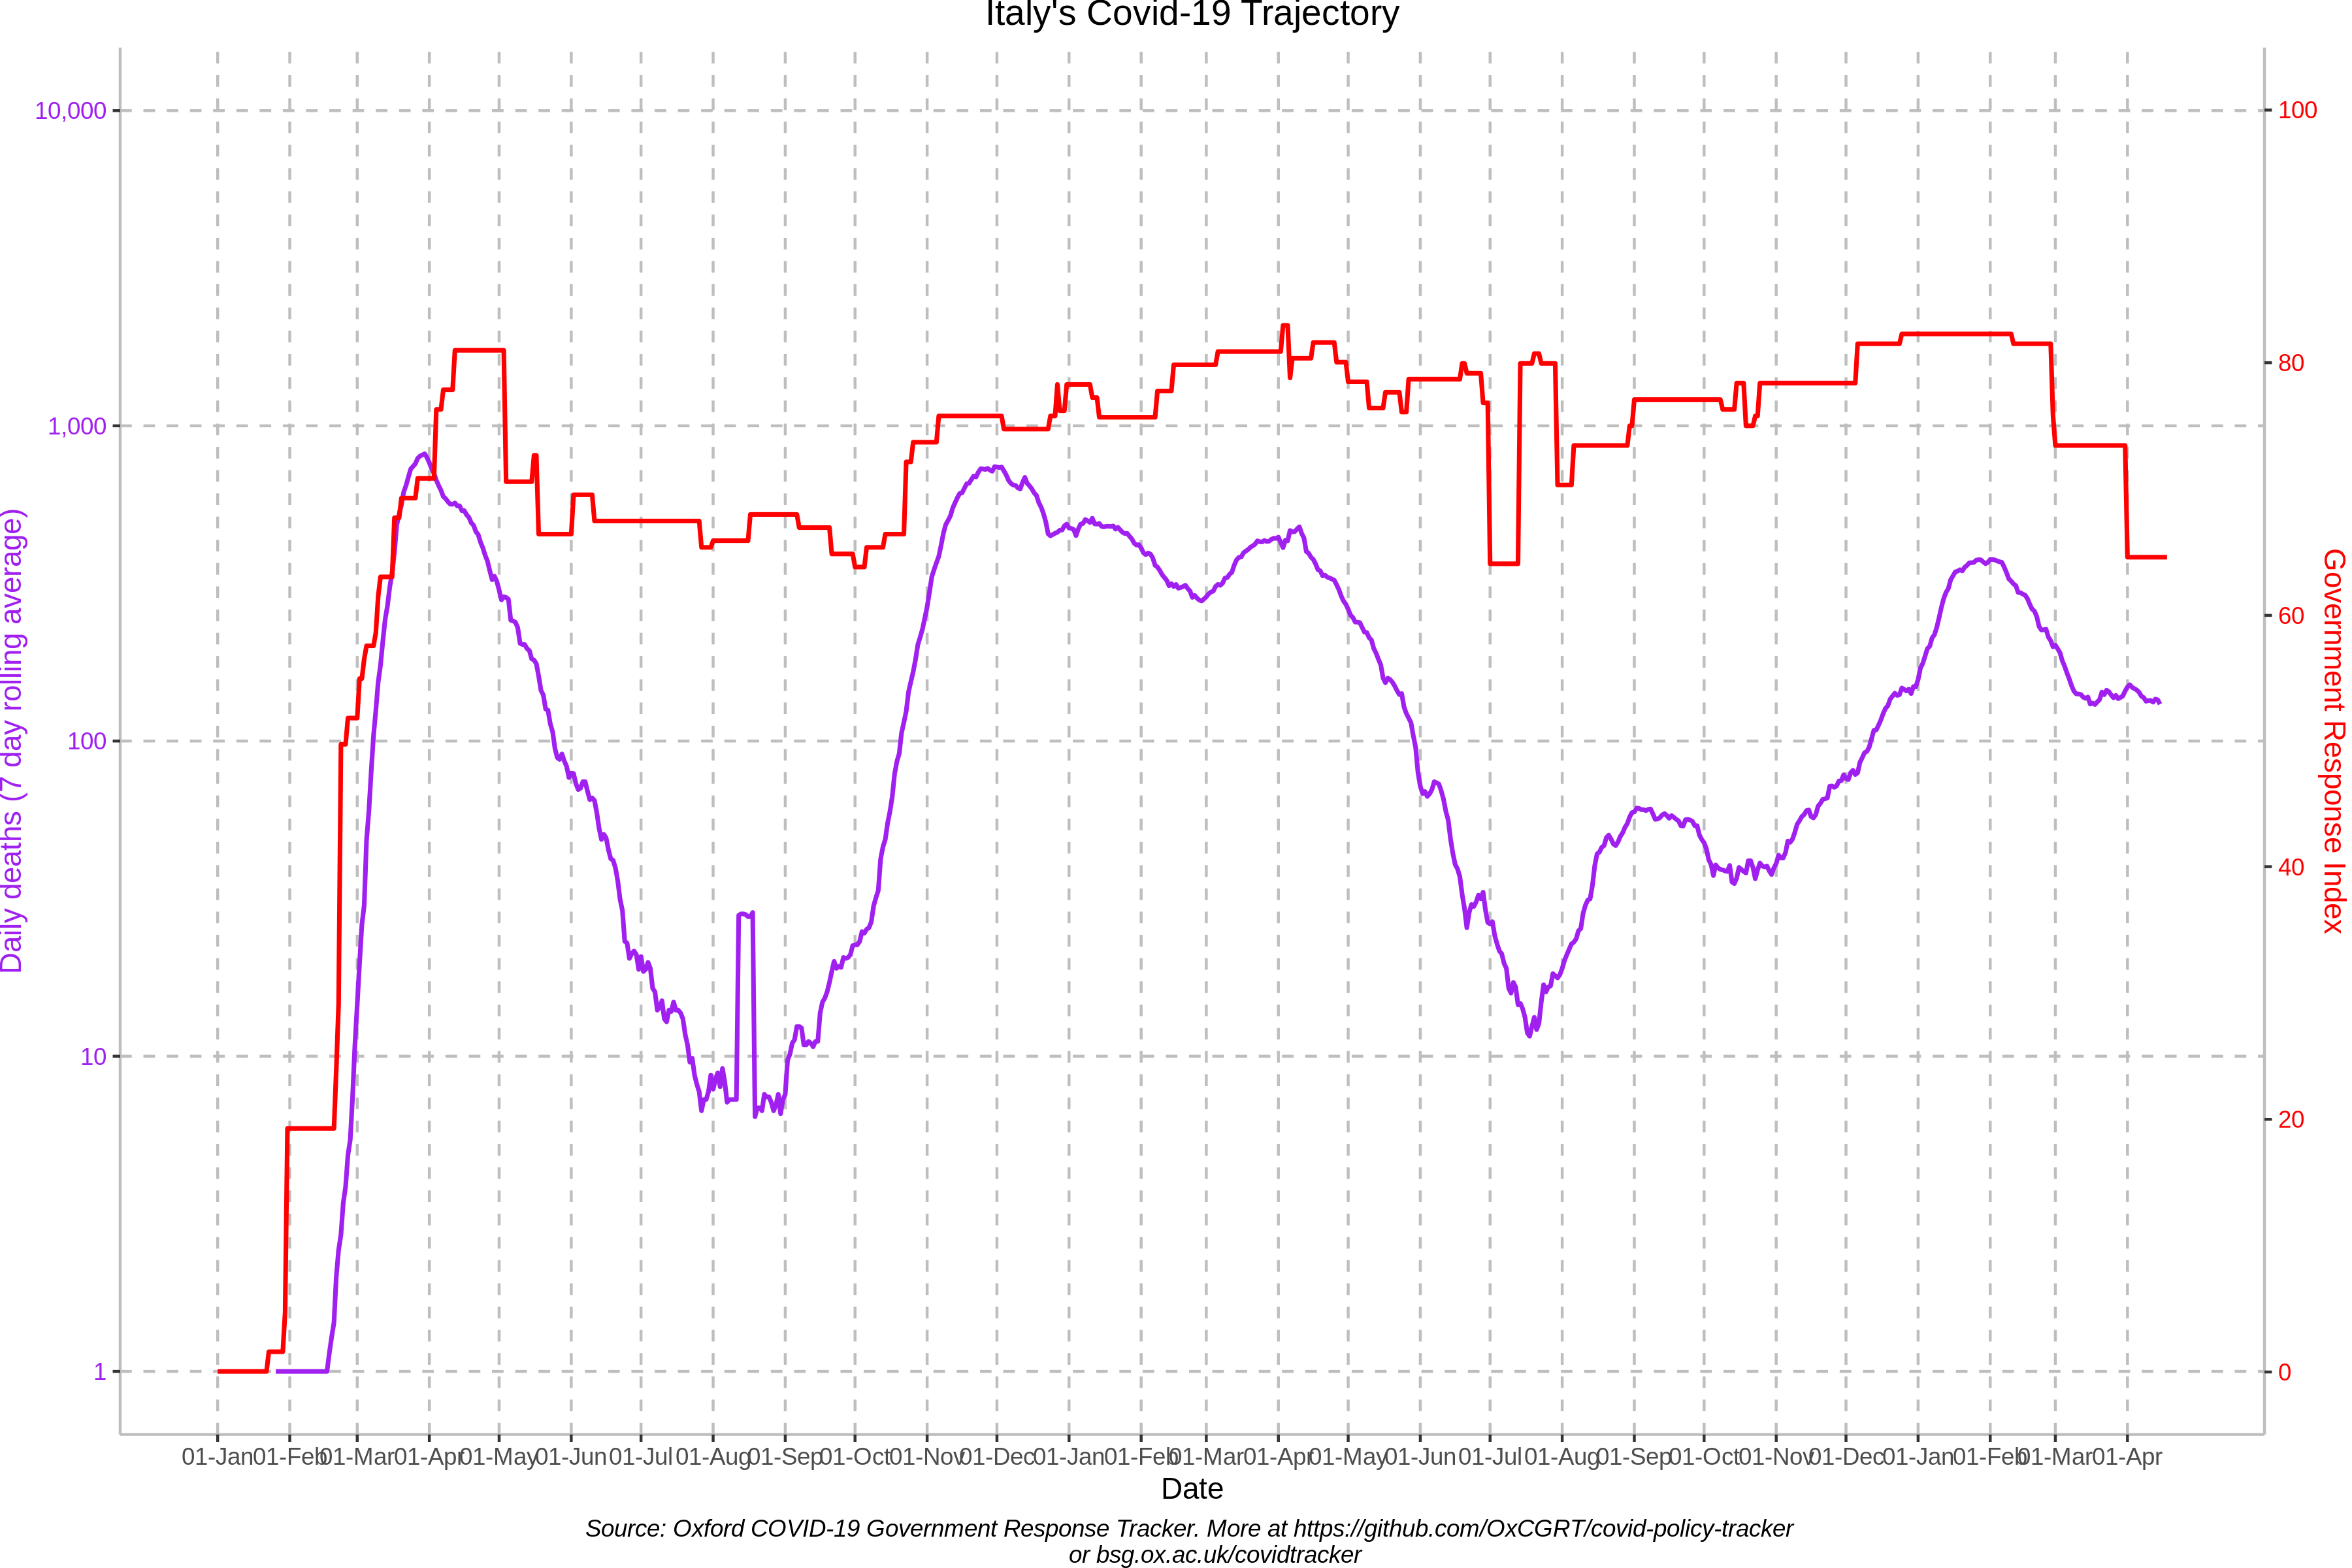 Italy's Covid-19 Trajectory
10,000
1,000
100
10
1
Daily deaths (7 day rolling average)
100
80
60
40
20
0
Government Response Index
01-Jan 01-Feb 01-Mar 01-Apr 01-May 01-Jun 01-Jul 01-Aug 01-Sep 01-Oct 01-Nov 01-Dec 01-Jan 01-Feb 01-Mar 01-Apr 01-May 01-Jun 01-Jul 01-Aug 01-Sep 01-Oct 01-Nov 01-Dec 01-Jan 01-Feb 01-Mar 01-Apr
Date
Source: Oxford COVID-19 Government Response Tracker. More at https://github.com/OxCGRT/covid-policy-tracker
or bsg.ox.ac.uk/covidtracker